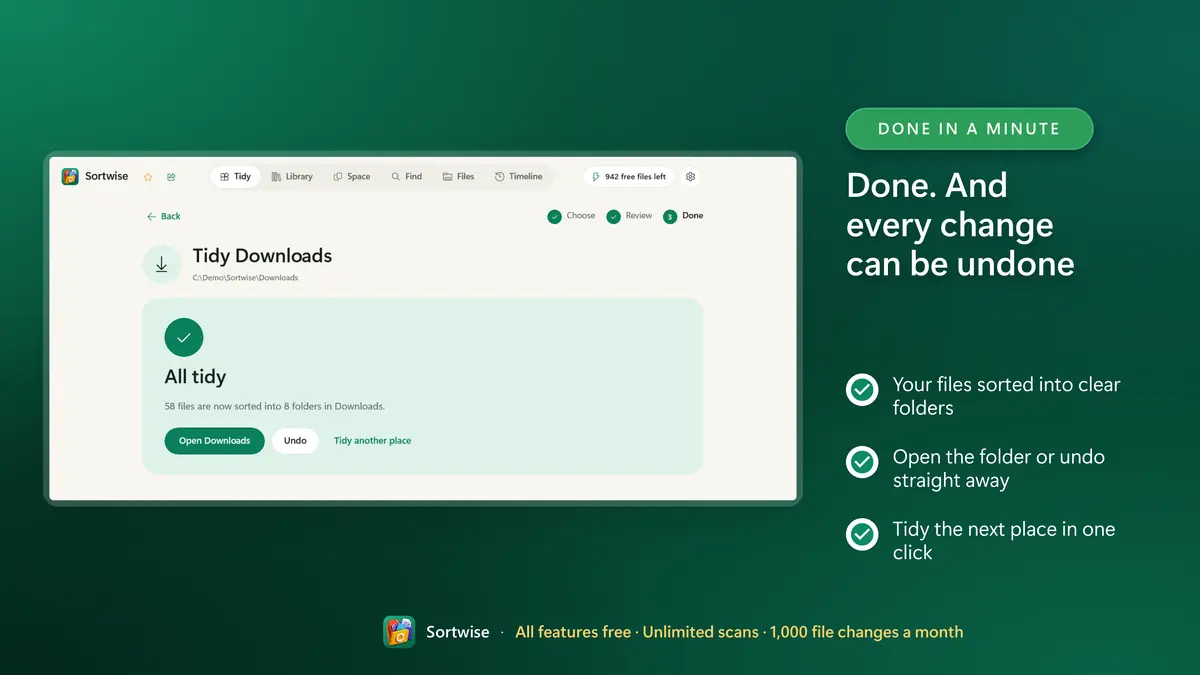 DONE IN A MINUTE
Done. And
every change
can be undone
Sortwise
Tidy
Library
Space
Find
Files
Timeline
942 free files left
Back
Choose
Review
3 Done
Tidy Downloads
C:\Demo\Sortwise\Downloads
All tidy
58 files are now sorted into 8 folders in Downloads.
Open Downloads
Undo
Tidy another place
Your files sorted into clear
folders
Open the folder or undo
straight away
Tidy the next place in one
click
Sortwise · All features free · Unlimited scans · 1,000 file changes a month